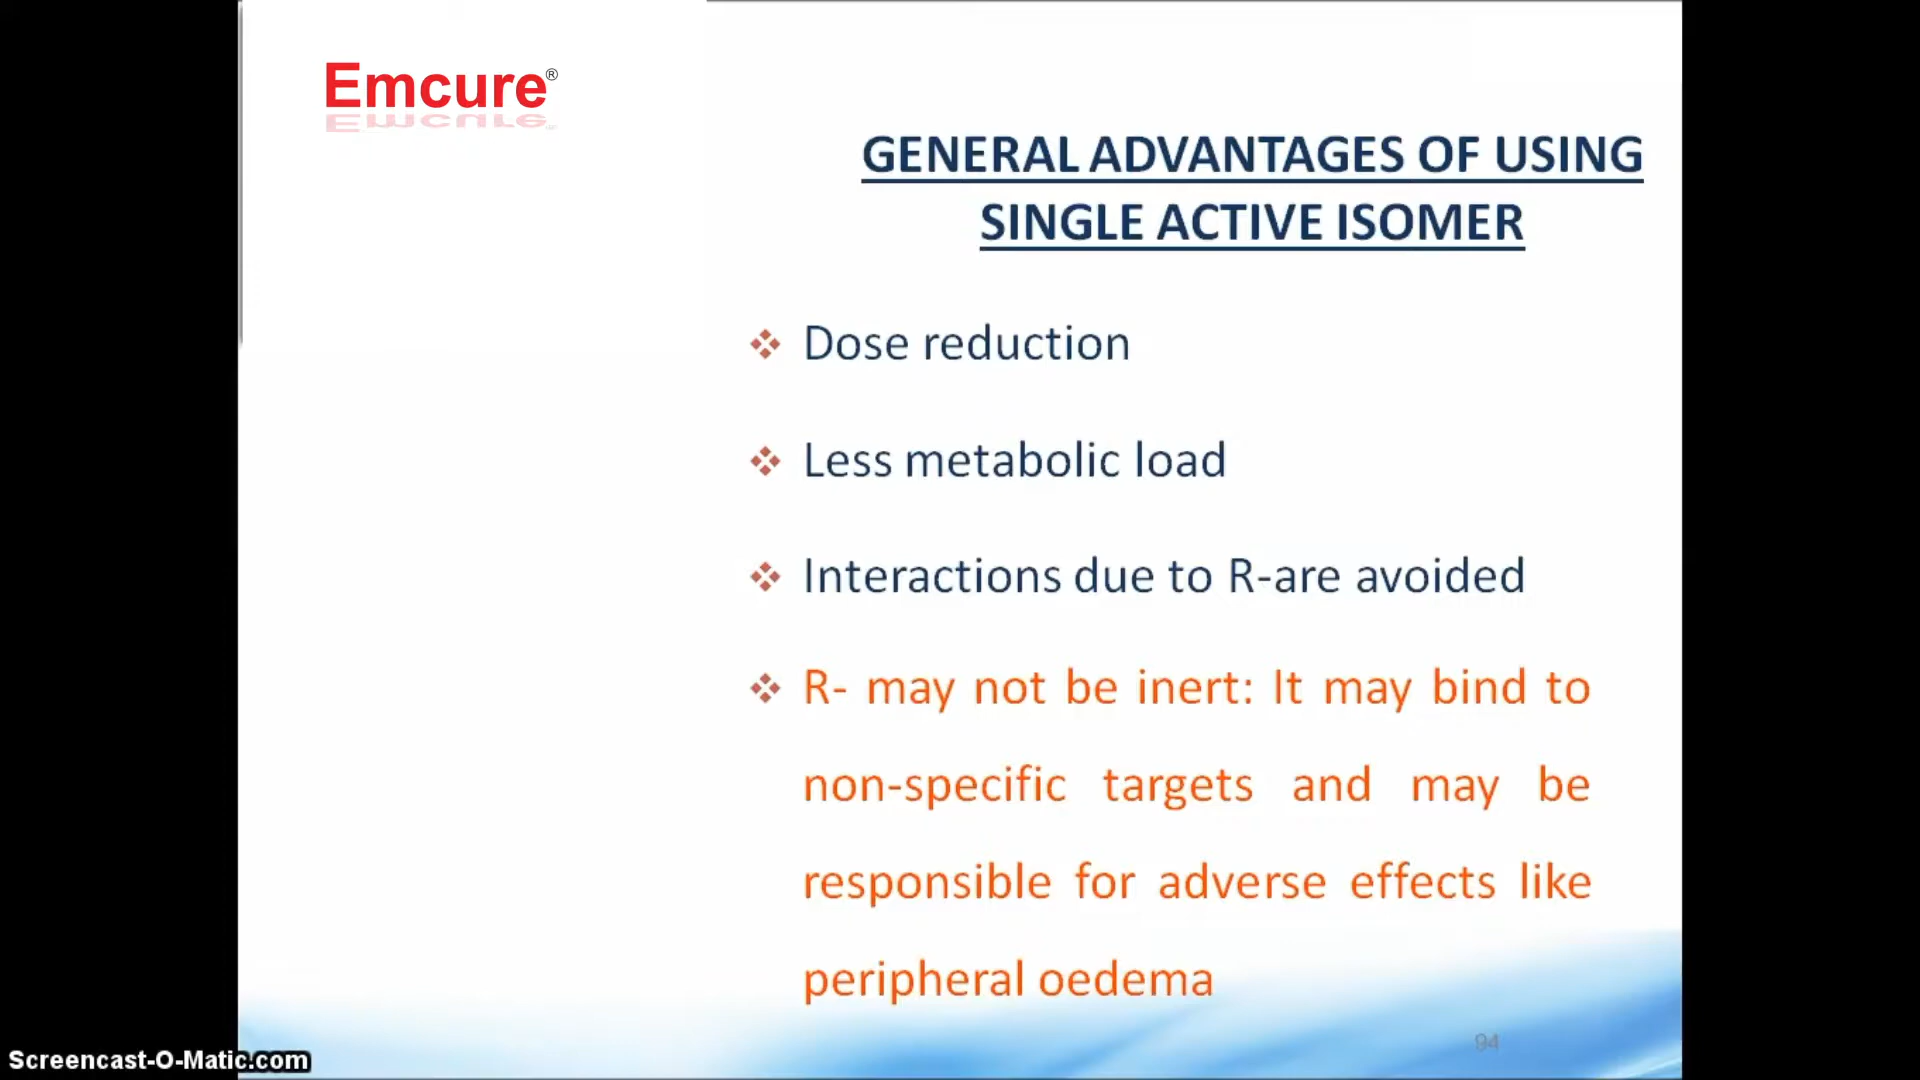 Emcure®
GENERAL ADVANTAGES OF USING
SINGLE ACTIVE ISOMER
Dose reduction
Less metabolic load
Interactions due to R-are avoided
R- may not be inert: It may bind to
non-specific targets and may be
responsible for adverse effects like
peripheral oedema
94
Screencast-O-Matic.com